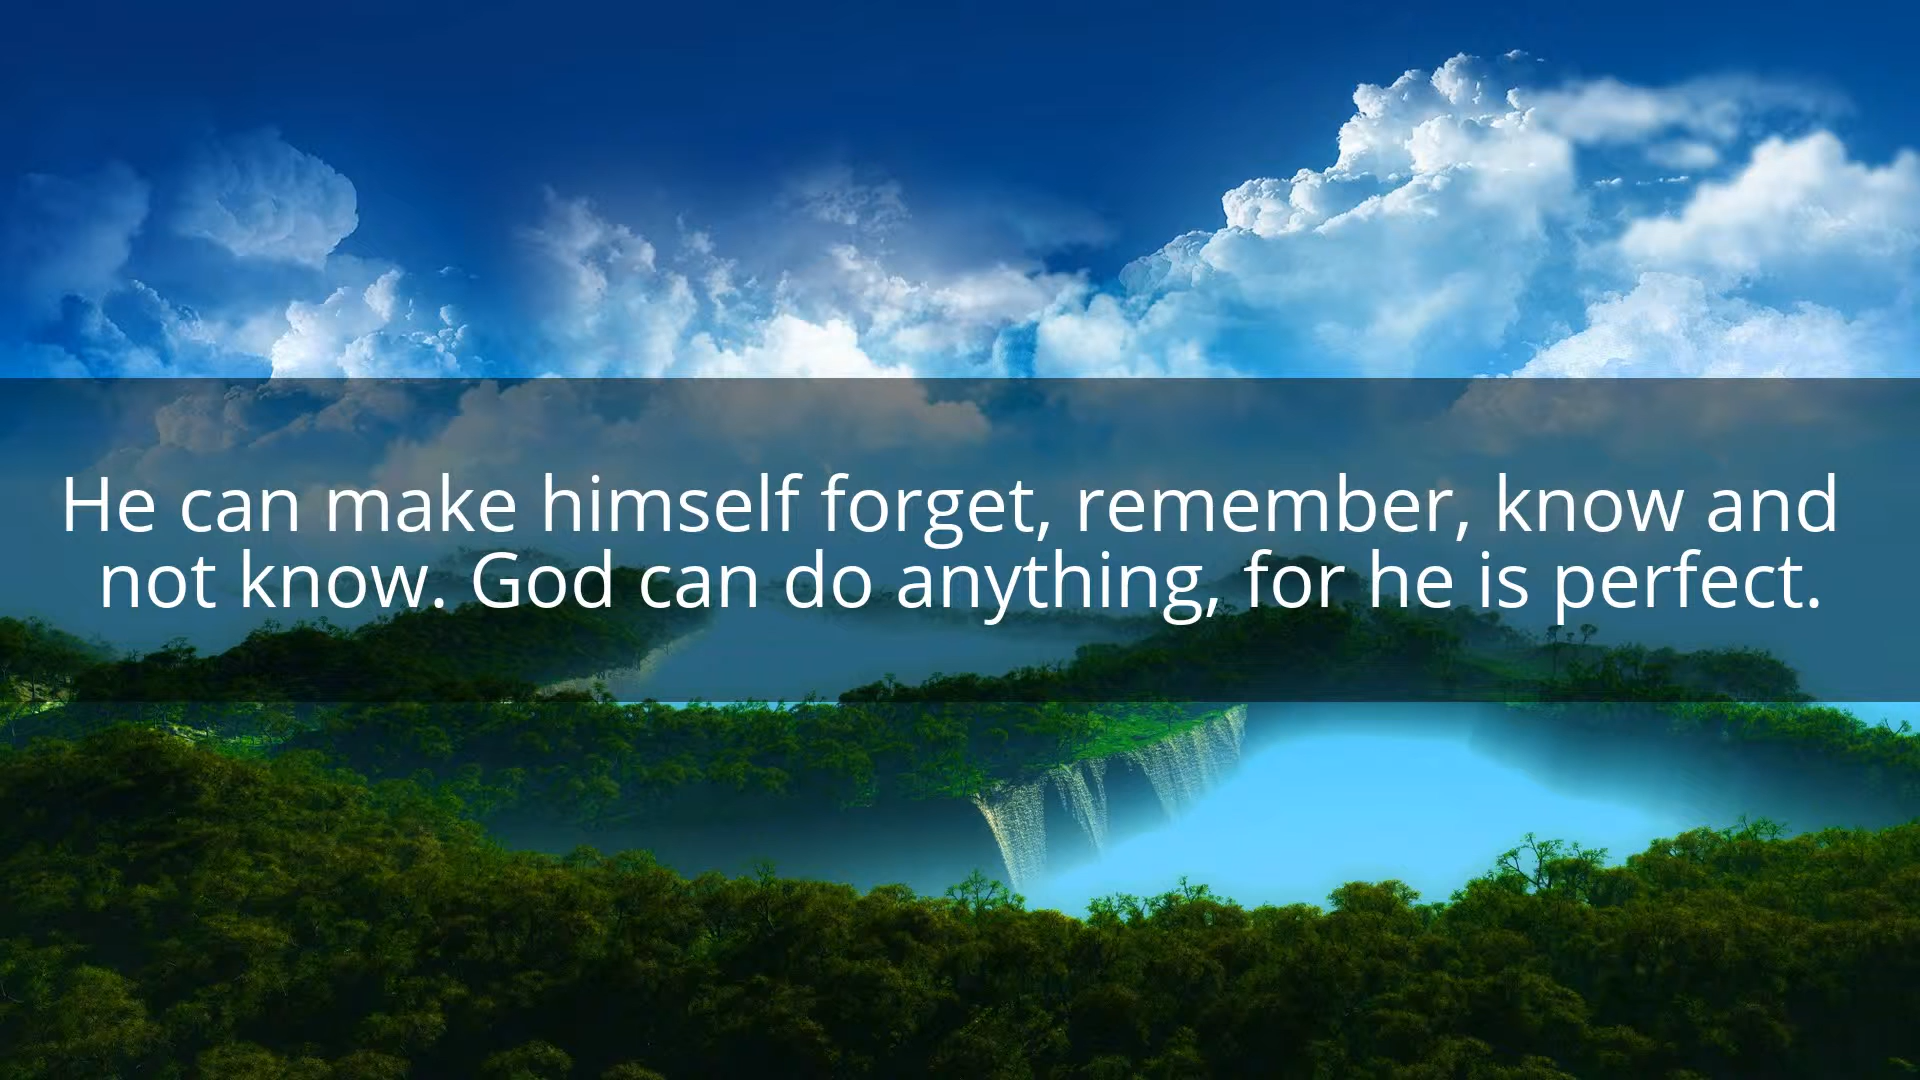 He can make himself forget, remember, know and
not know. God can do anything, for he is perfect.